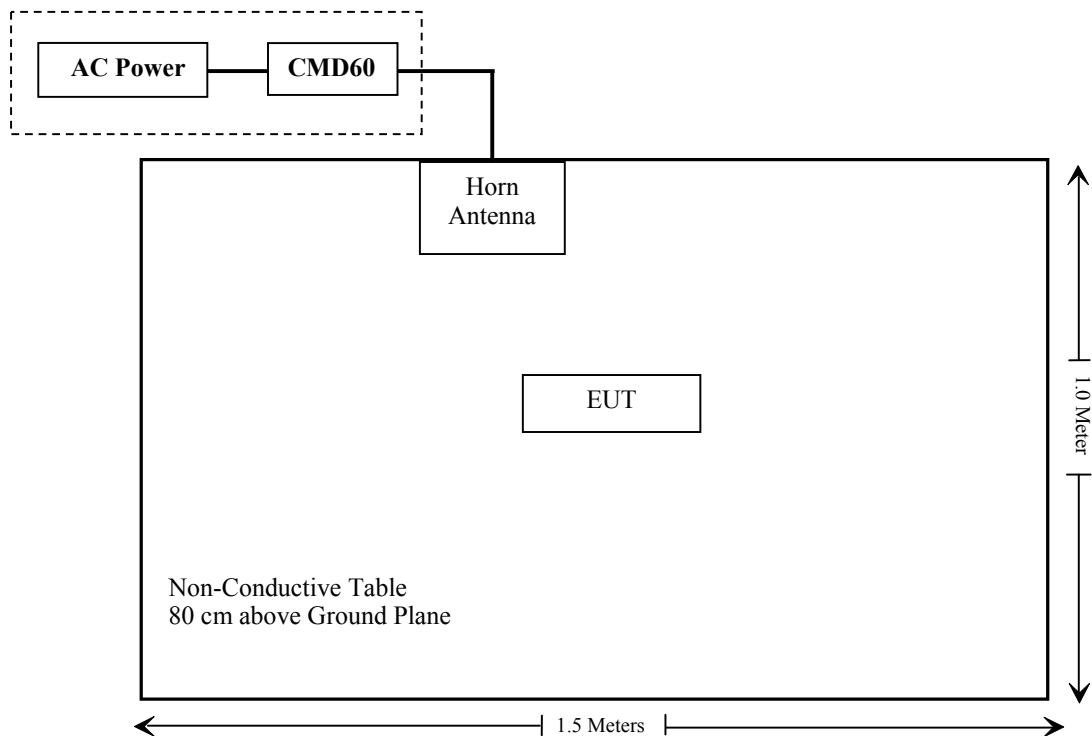 AC Power
CMD60
Horn
Antenna
EUT
1.0 Meter
Non-Conductive Table
80 cm above Ground Plane
1.5 Meters